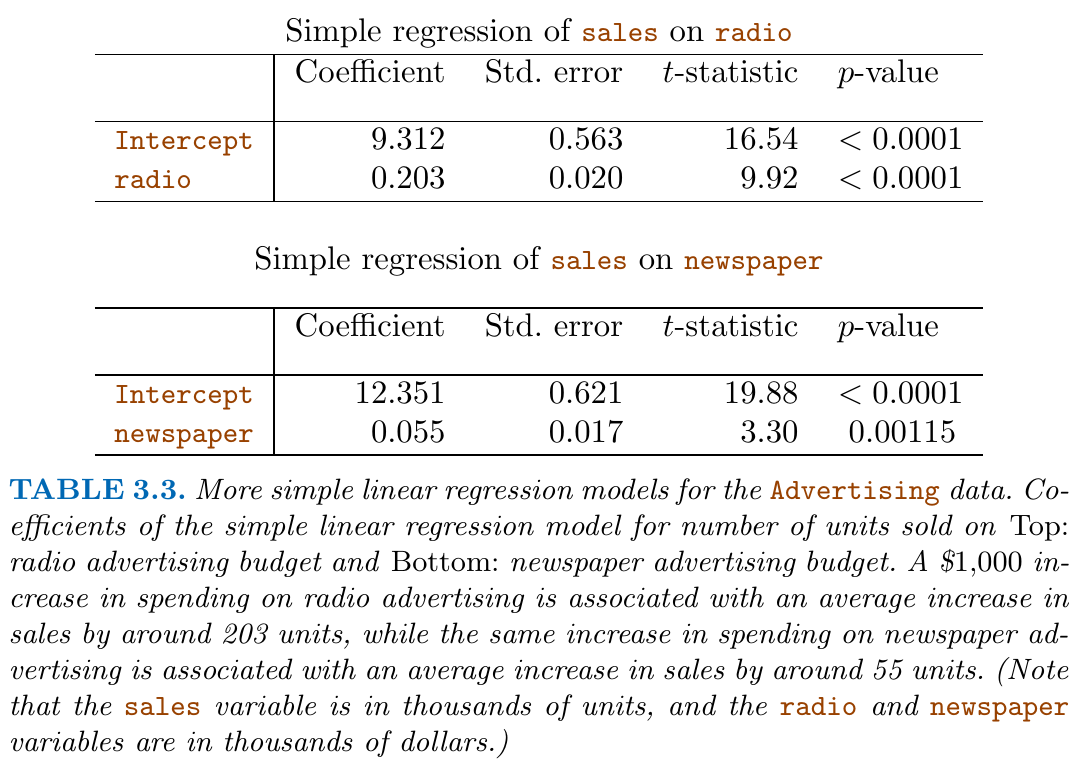 Simple regression of sales on radio
Coefficient Std. error t-statistic p-value
Intercept 9.312 0.563 16.54 < 0.0001
radio 0.203 0.020 9.92 < 0.0001
Simple regression of sales on newspaper
Coefficient Std. error t-statistic p-value
Intercept 12.351 0.621 19.88 < 0.0001
newspaper 0.055 0.017 3.30 0.00115
TABLE 3.3. More simple linear regression models for the Advertising data. Co-
efficients of the simple linear regression model for number of units sold on Top:
radio advertising budget and Bottom: newspaper advertising budget. A $1,000 in-
crease in spending on radio advertising is associated with an average increase in
sales by around 203 units, while the same increase in spending on newspaper ad-
vertising is associated with an average increase in sales by around 55 units. (Note
that the sales variable is in thousands of units, and the radio and newspaper
variables are in thousands of dollars.)